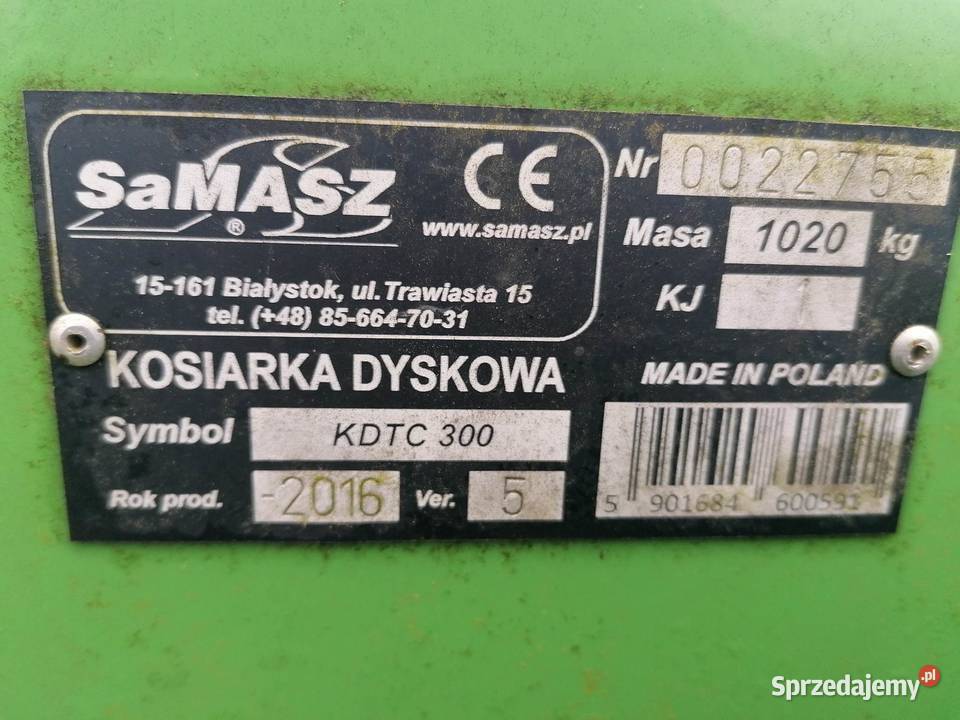 SaMASZ
®
CE
www.samasz.pl
15-161 Białystok, ul. Trawiasta 15
tel. (+48) 85-664-70-31
Nr 0022755
Masa 1020 kg
KJ 1
KOSIARKA DYSKOWA
MADE IN POLAND
Symbol KDTC 300
Rok prod. -2016 Ver. 5
5 901684 600591
Sprzedajemy.pl